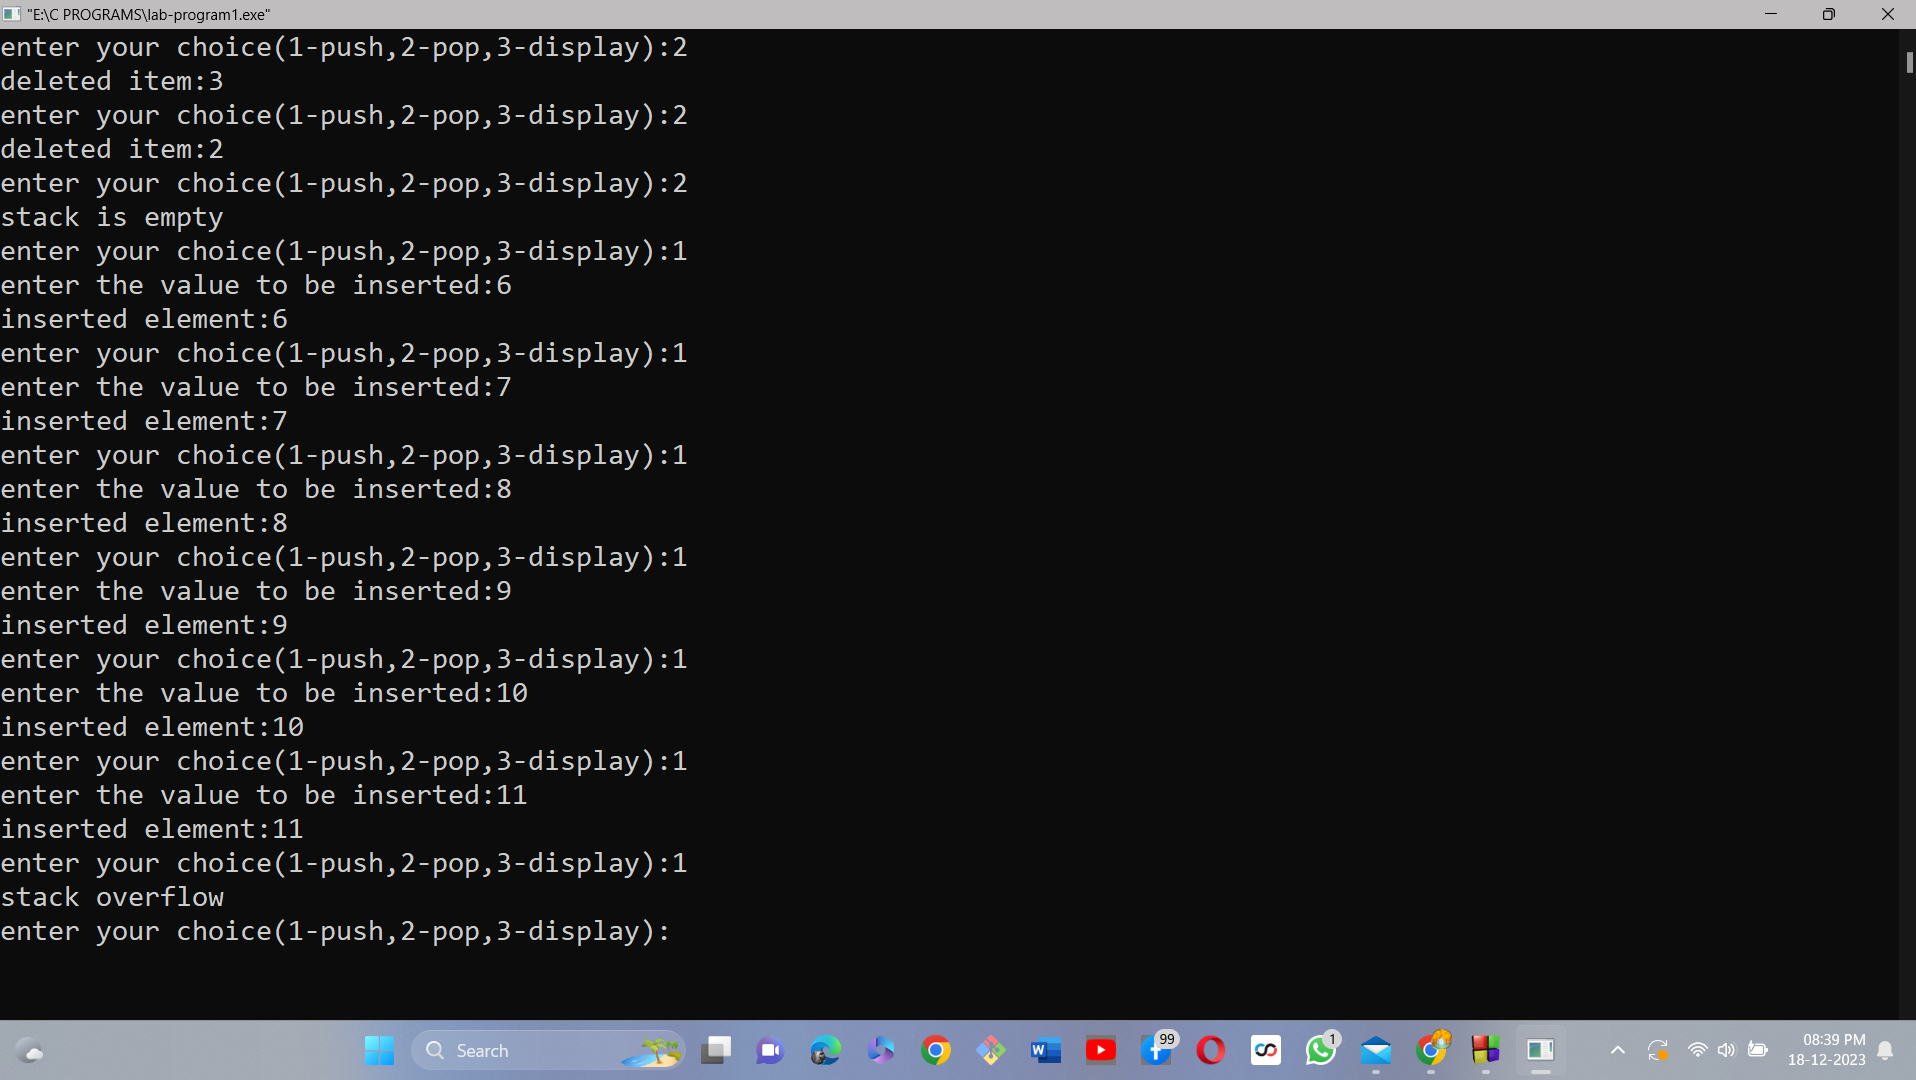 "E:\C PROGRAMS\lab-program1.exe"
enter your choice(1-push,2-pop,3-display):2
deleted item:3
enter your choice(1-push,2-pop,3-display):2
deleted item:2
enter your choice(1-push,2-pop,3-display):2
stack is empty
enter your choice(1-push,2-pop,3-display):1
enter the value to be inserted:6
inserted element:6
enter your choice(1-push,2-pop,3-display):1
enter the value to be inserted:7
inserted element:7
enter your choice(1-push,2-pop,3-display):1
enter the value to be inserted:8
inserted element:8
enter your choice(1-push,2-pop,3-display):1
enter the value to be inserted:9
inserted element:9
enter your choice(1-push,2-pop,3-display):1
enter the value to be inserted:10
inserted element:10
enter your choice(1-push,2-pop,3-display):1
enter the value to be inserted:11
inserted element:11
enter your choice(1-push,2-pop,3-display):1
stack overflow
enter your choice(1-push,2-pop,3-display):
Search
99
1
08:39 PM
18-12-2023